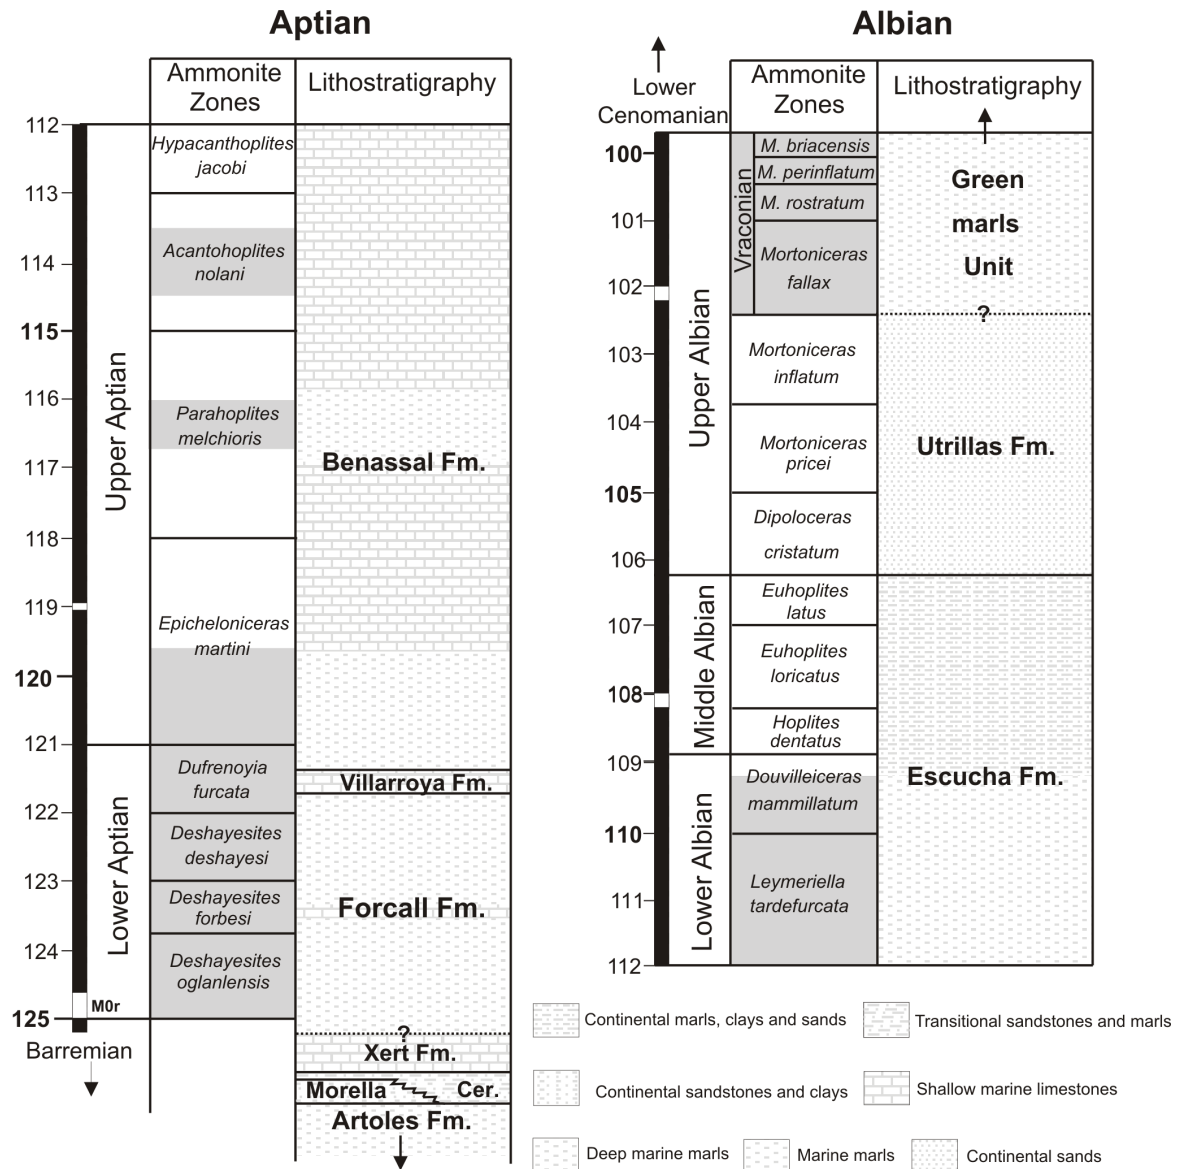 Aptian
Ammonite
Zones
Lithostratigraphy
112
113
114
115
116
117
118
119
120
121
122
123
124
125
M0r
Barremian
Upper Aptian
Lower Aptian
Hypacanthoplites
jacobi
Acantohoplites
nolani
Parahoplites
melchioris
Epicheloniceras
martini
Dufrenoyia
furcata
Deshayesites
deshayesi
Deshayesites
forbesi
Deshayesites
oglanlensis
Benassal Fm.
Villarroya Fm.
Forcall Fm.
?
Xert Fm.
Morella Cer.
Artoles Fm.
Albian
Lower
Cenomanian
Ammonite
Zones
Lithostratigraphy
100
101
102
103
104
105
106
107
108
109
110
111
112
Upper Albian
Middle Albian
Lower Albian
Vraconian
M. briacensis
M. perinflatum
M. rostratum
Mortoniceras
fallax
Mortoniceras
inflatum
Mortoniceras
pricei
Dipoloceras
cristatum
Euhoplites
latus
Euhoplites
loricatus
Hoplites
dentatus
Douvilleiceras
mammillatum
Leymeriella
tardefurcata
Green
marls
Unit
?
Utrillas Fm.
Escucha Fm.
Continental marls, clays and sands
Transitional sandstones and marls
Continental sandstones and clays
Shallow marine limestones
Deep marine marls
Marine marls
Continental sands